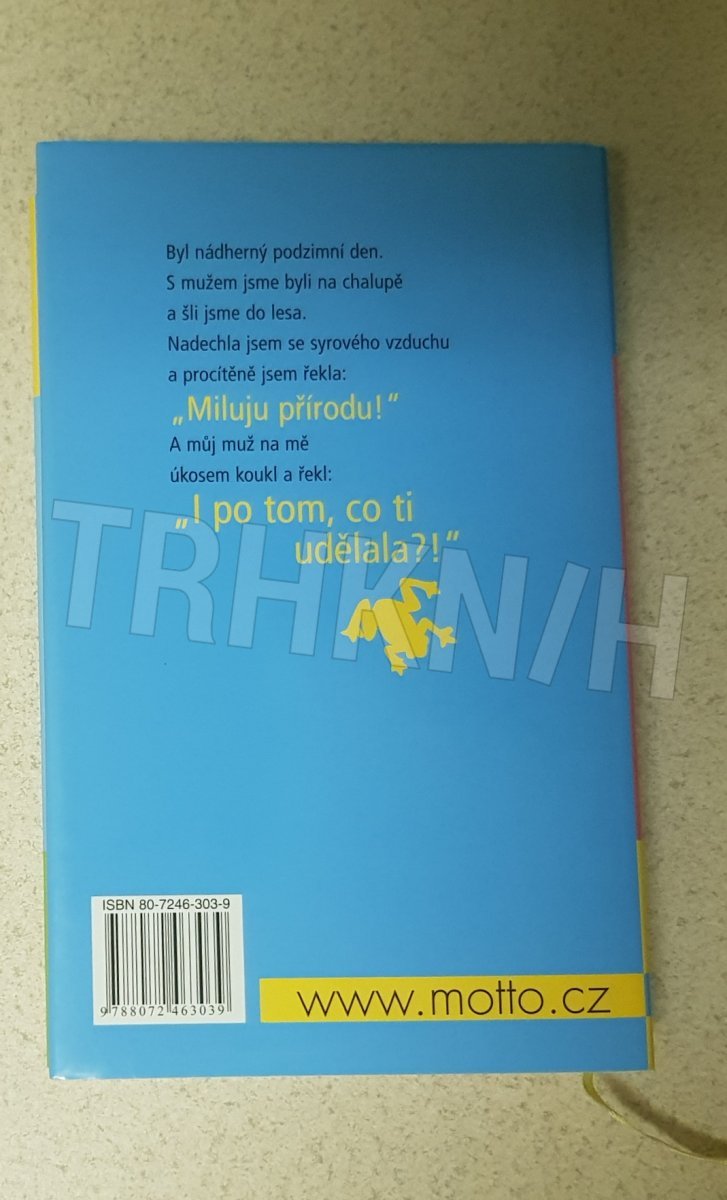 Byl nádherný podzimní den.
S mužem jsme byli na chalupě
a šli jsme do lesa.
Nadechla jsem se syrového vzduchu
a procítěně jsem řekla:
„Miluju přírodu!“
A můj muž na mě
úkosem koukl a řekl:
„I po tom, co ti
udělala?!“
TRHKNIH
ISBN 80-7246-303-9
9 788072 463039
www.motto.cz